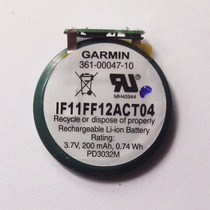 GARMIN
361-00047-10
RU
MH45944
IF11FF12ACT04
Recycle or dispose of properly
Rechargeable Li-ion Battery
Rating:
3.7V, 200 mAh, 0.74 Wh
PD3032M